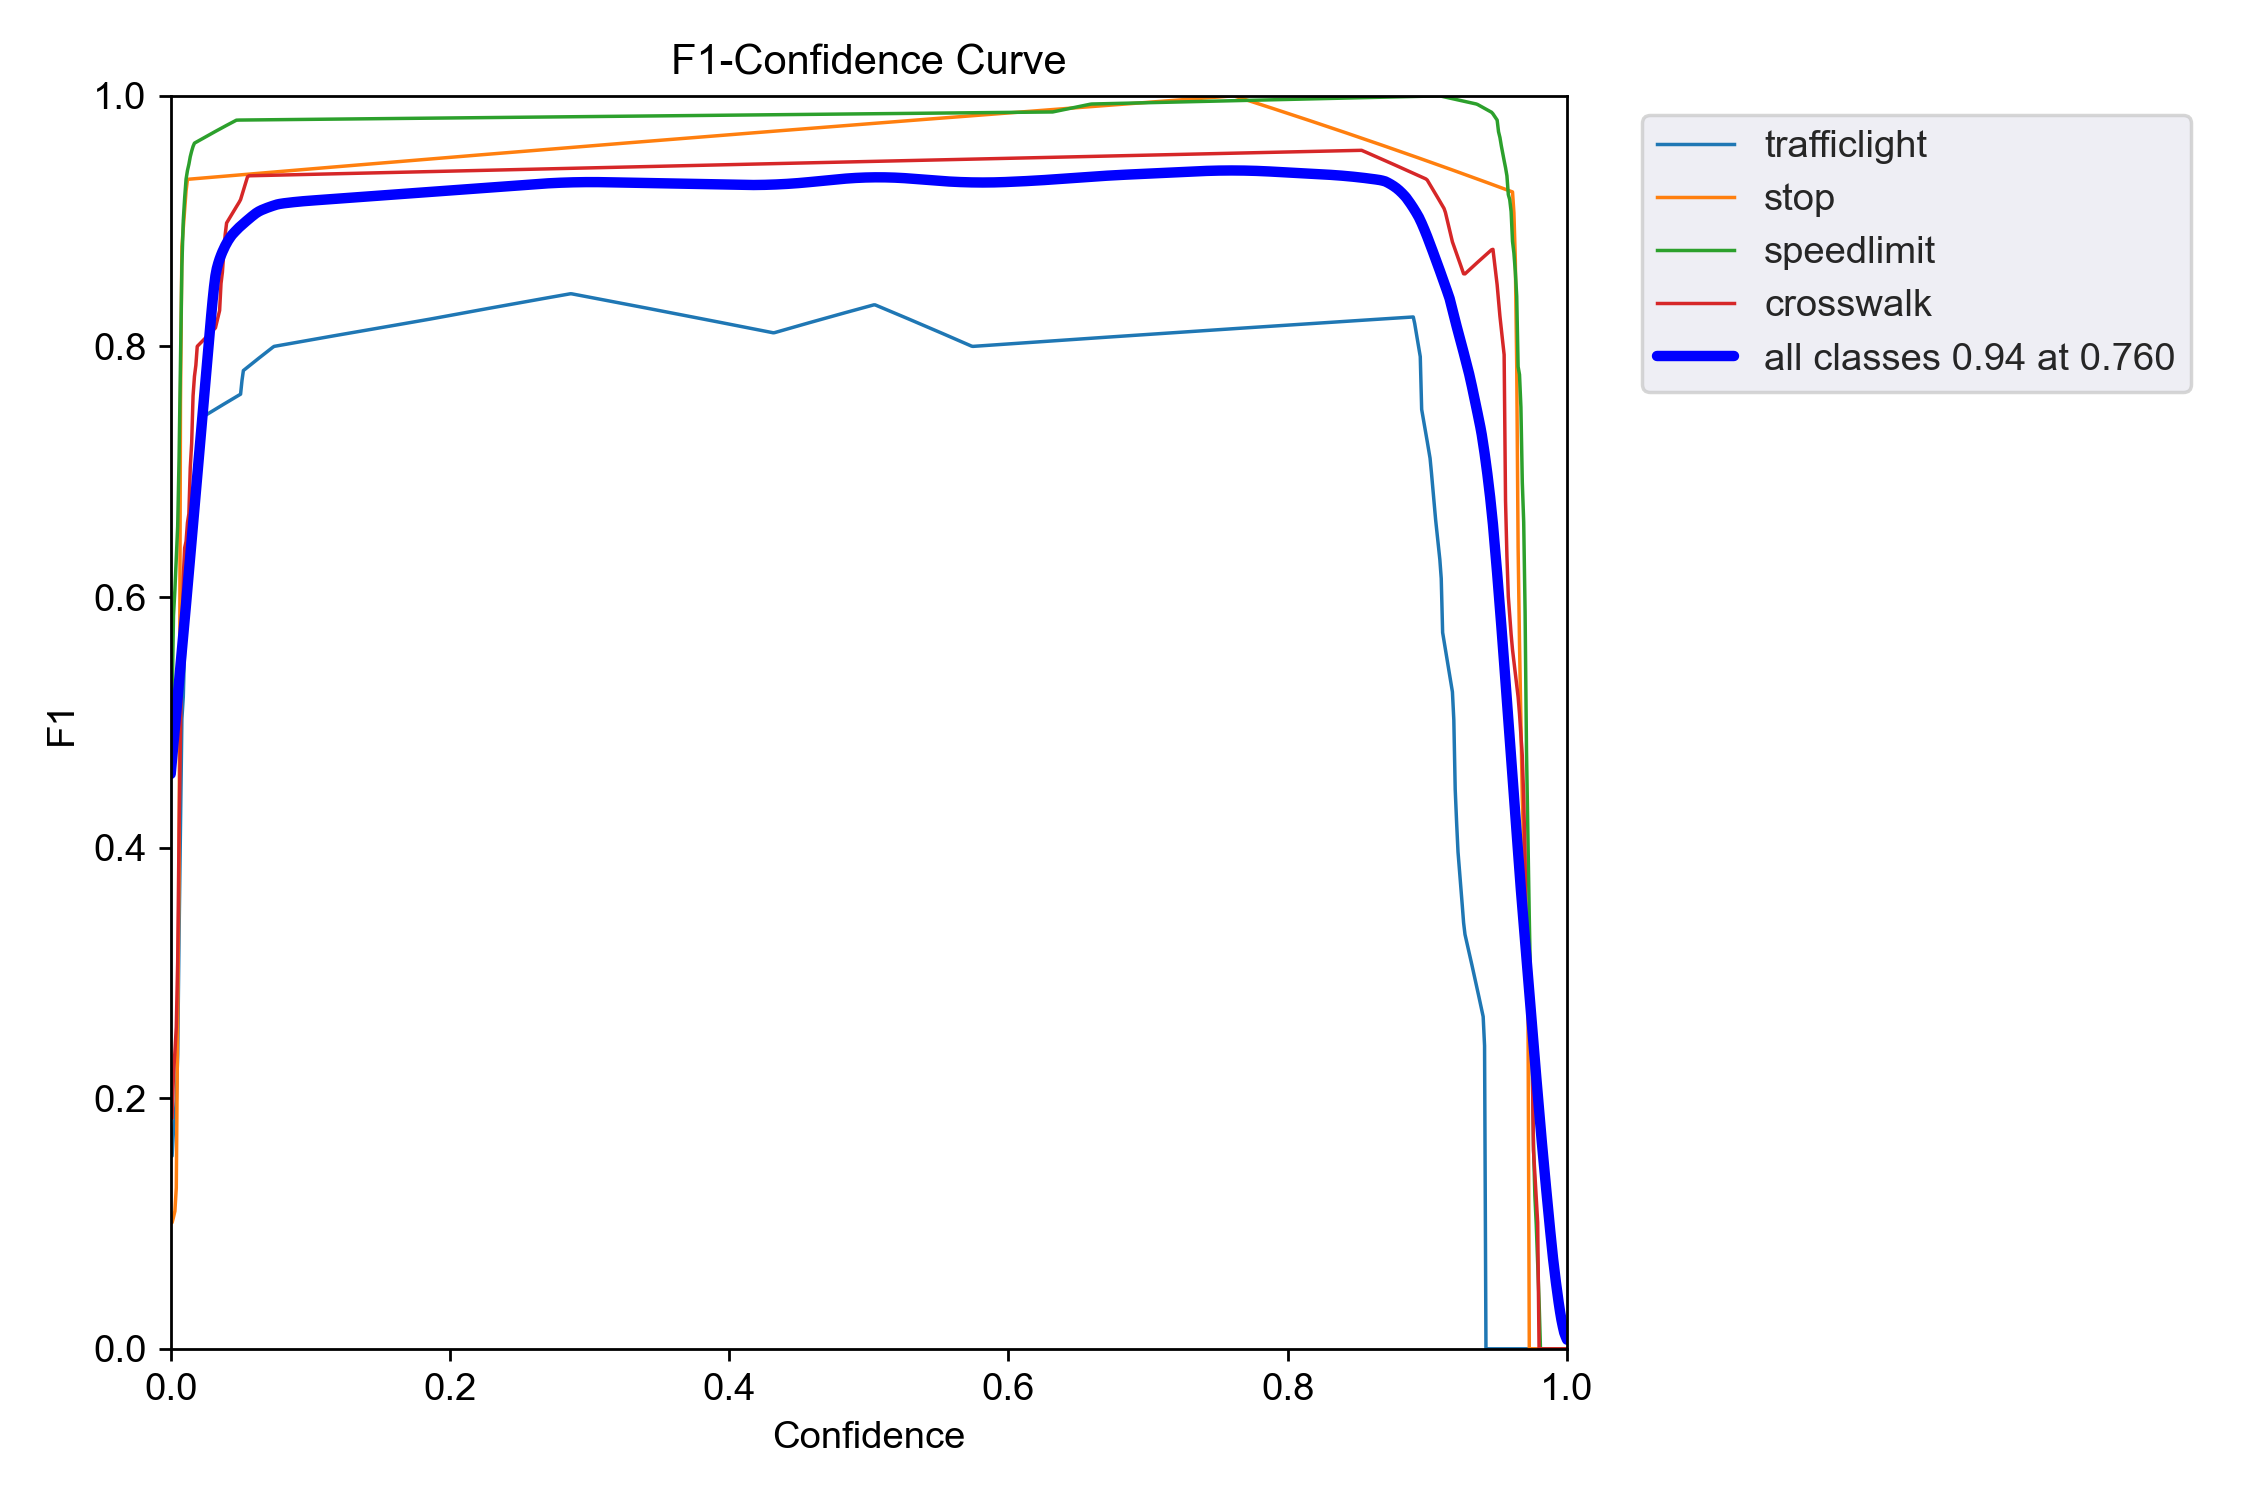 F1-Confidence Curve
1.0
0.8
0.6
0.4
0.2
0.0
F1
0.0 0.2 0.4 0.6 0.8 1.0
Confidence
trafficlight
stop
speedlimit
crosswalk
all classes 0.94 at 0.760